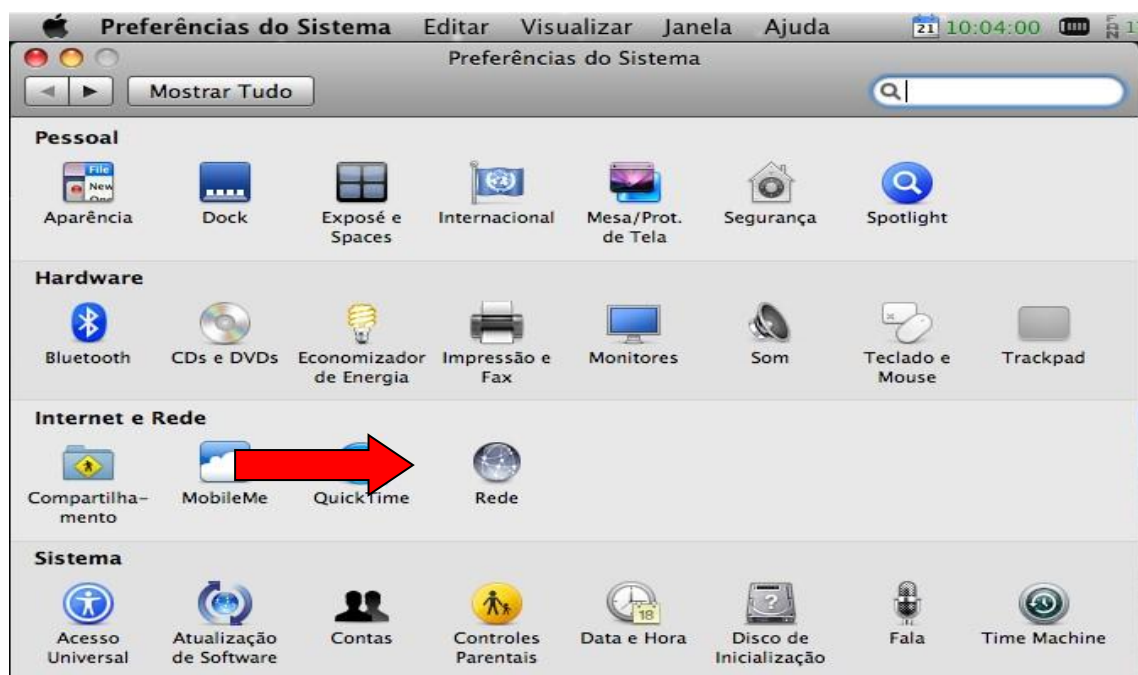 Preferências do Sistema Editar Visualizar Janela Ajuda 21 10:04:00
Preferências do Sistema
Mostrar Tudo
Pessoal
File
New
Aparência Dock Exposé e Spaces Internacional Mesa/Prot. de Tela Segurança Spotlight
Hardware
Bluetooth CDs e DVDs Economizador de Energia Impressão e Fax Monitores Som Teclado e Mouse Trackpad
Internet e Rede
Compartilha-mento MobileMe QuickTime Rede
Sistema
18
Acesso Universal Atualização de Software Contas Controles Parentais Data e Hora Disco de Inicialização Fala Time Machine